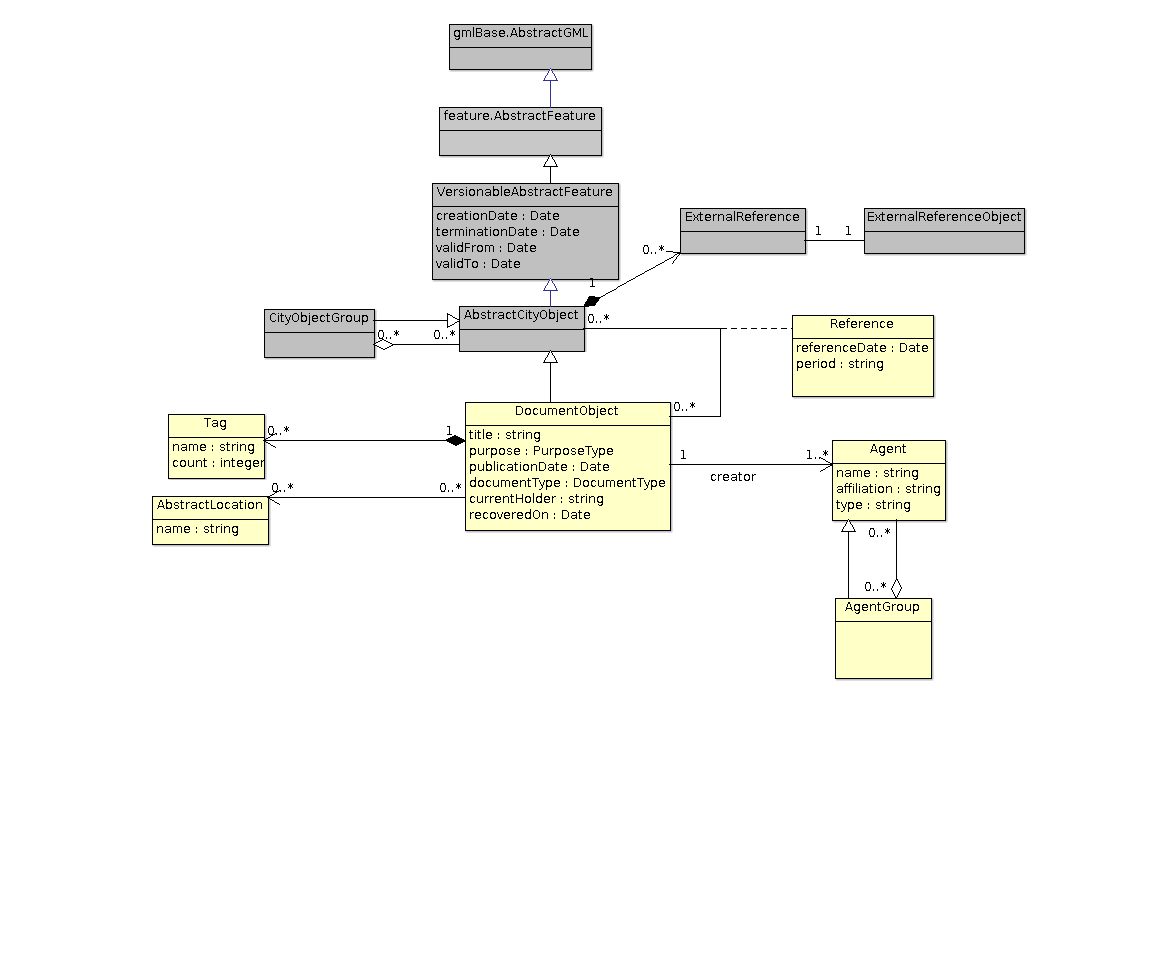 gmlBase.AbstractGML
feature.AbstractFeature
VersionableAbstractFeature
creationDate : Date
terminationDate : Date
validFrom : Date
validTo : Date
ExternalReference
1
1
ExternalReferenceObject
0..*
1
CityObjectGroup
0..*
0..*
AbstractCityObject
0..*
Reference
referenceDate : Date
period : string
Tag
name : string
count : integer
0..*
1
DocumentObject
title : string
purpose : PurposeType
publicationDate : Date
documentType : DocumentType
currentHolder : string
recoveredOn : Date
0..*
1
creator
1..*
Agent
name : string
affiliation : string
type : string
AbstractLocation
name : string
0..*
0..*
0..*
0..*
AgentGroup